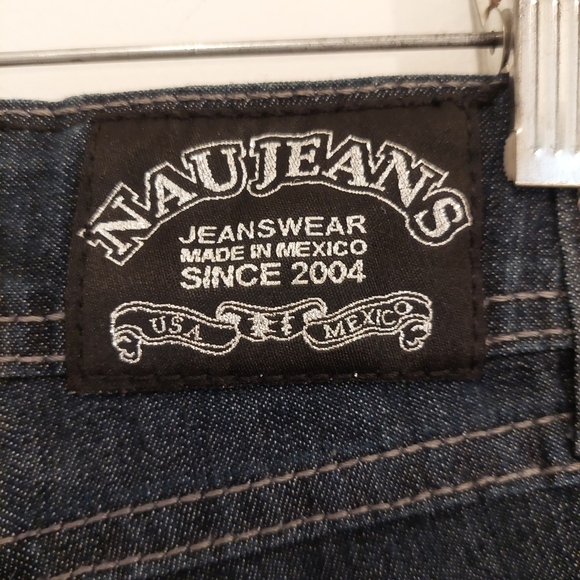 NAU JEANS
JEANSWEAR
MADE IN MEXICO
SINCE 2004
USA MEXICO